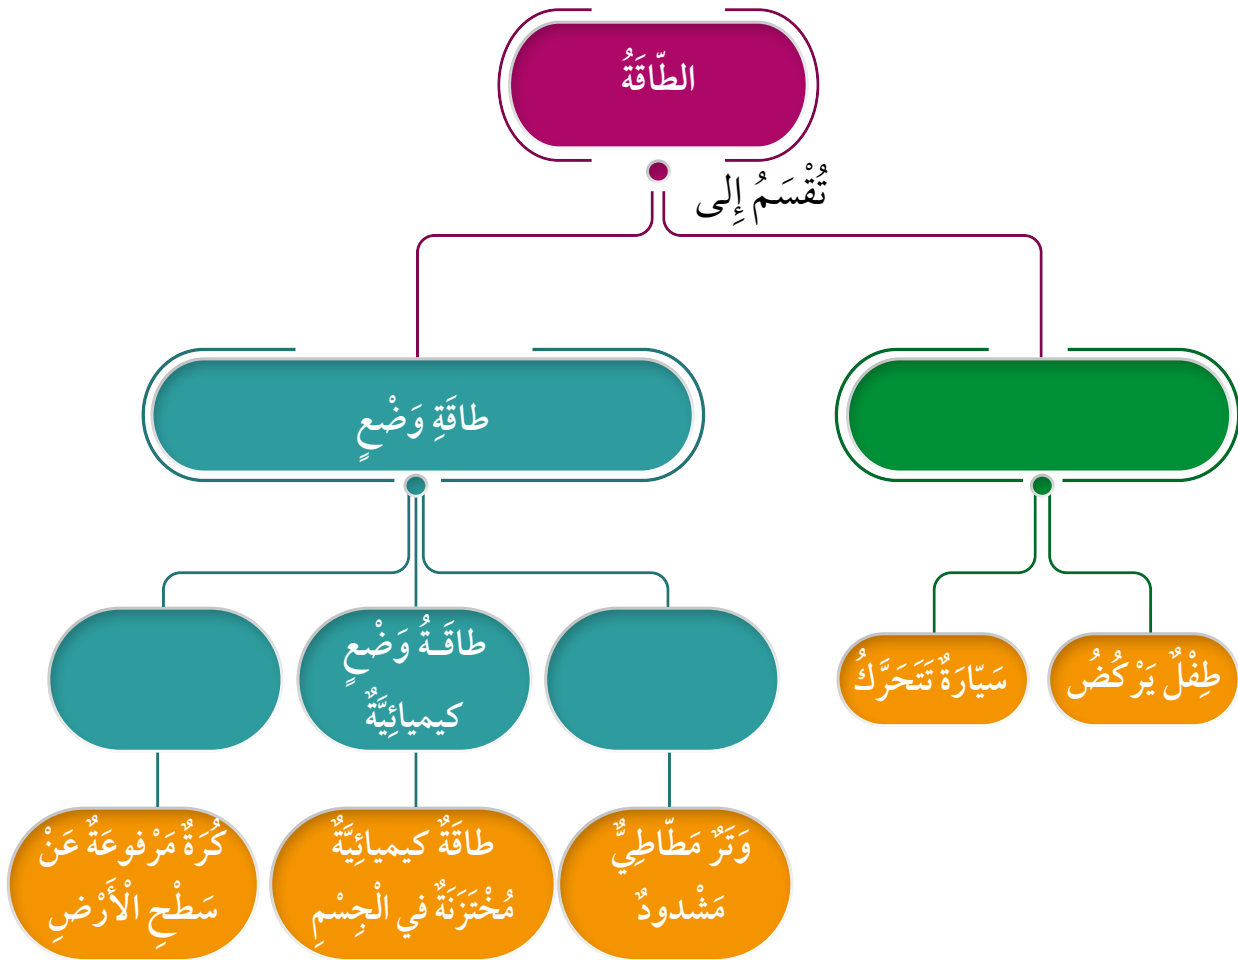 الطّاقَةُ
تُقْسَمُ إِلى
طاقَةِ وَضْعٍ
طِفْلٌ يَرْكُضُ
سَيّارَةٌ تَتَحَرَّكُ
طاقَـةُ وَضْعٍ
كيميائِيَّةٌ
وَتَرٌ مَطّاطِيٌّ
مَشْدودٌ
طاقَةٌ كيميائِيَّةٌ
مُخْتَزَنَةٌ في الْجِسْمِ
كُرَةٌ مَرْفوعَةٌ عَنْ
سَطْحِ الْأَرْضِ